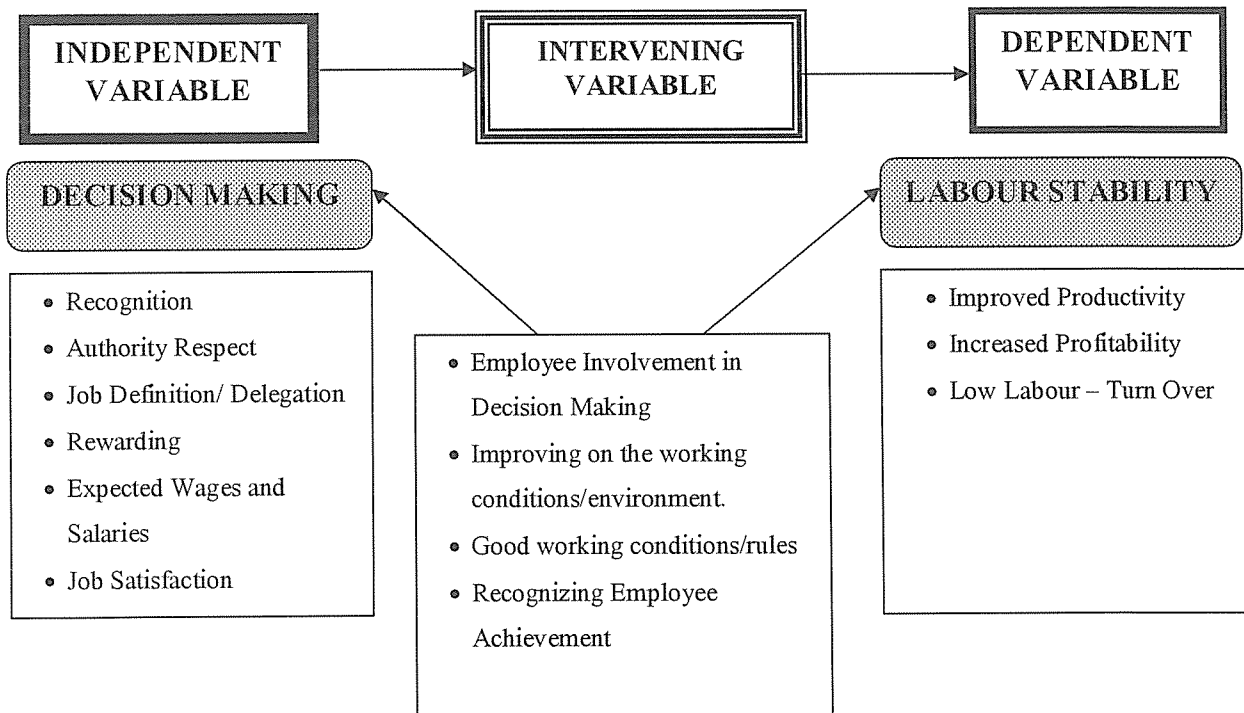 INDEPENDENT
VARIABLE
INTERVENING
VARIABLE
DEPENDENT
VARIABLE
DECISION MAKING
LABOUR STABILITY
Recognition
Authority Respect
Job Definition/ Delegation
Rewarding
Expected Wages and
Salaries
Job Satisfaction
Employee Involvement in
Decision Making
Improving on the working
conditions/environment.
Good working conditions/rules
Recognizing Employee
Achievement
Improved Productivity
Increased Profitability
Low Labour – Turn Over